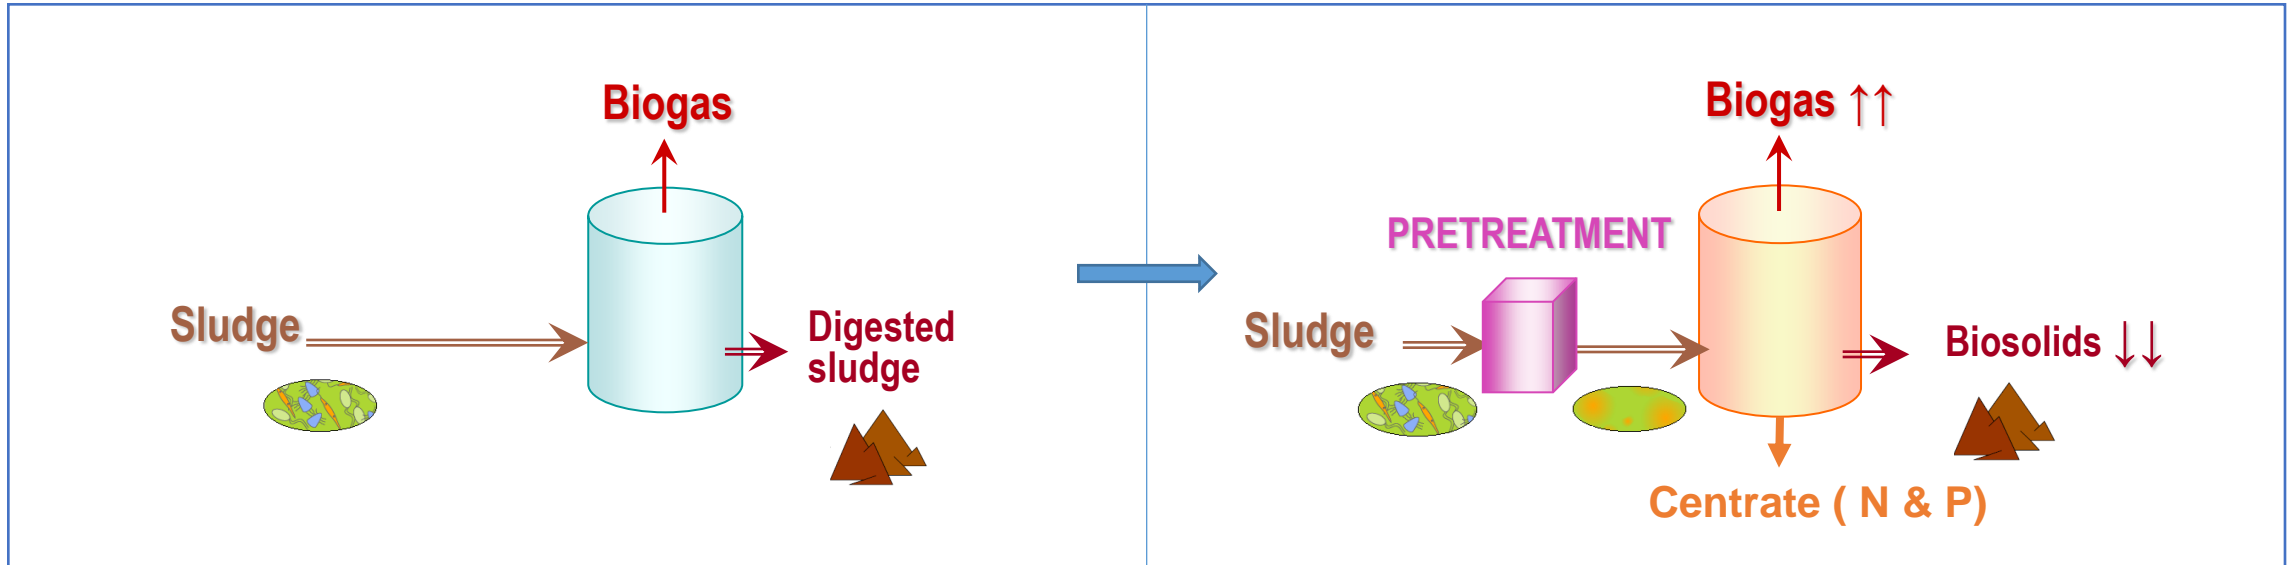 Biogas
Sludge
Digested
sludge
Biogas ↑↑
PRETREATMENT
Sludge
Biosolids ↓↓
Centrate ( N & P)